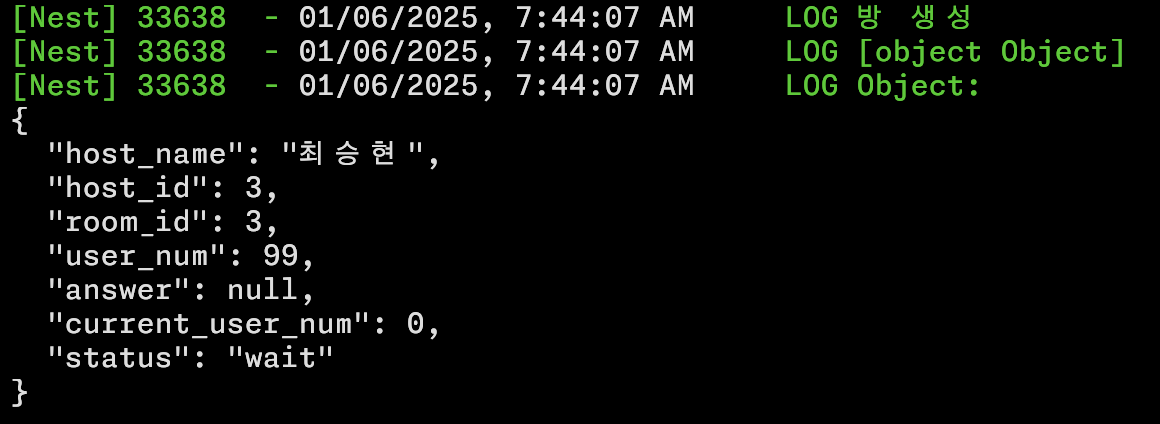 [Nest] 33638  - 01/06/2025, 7:44:07 AM     LOG 방 생성
[Nest] 33638  - 01/06/2025, 7:44:07 AM     LOG [object Object]
[Nest] 33638  - 01/06/2025, 7:44:07 AM     LOG Object:
{
  "host_name": "최승현",
  "host_id": 3,
  "room_id": 3,
  "user_num": 99,
  "answer": null,
  "current_user_num": 0,
  "status": "wait"
}